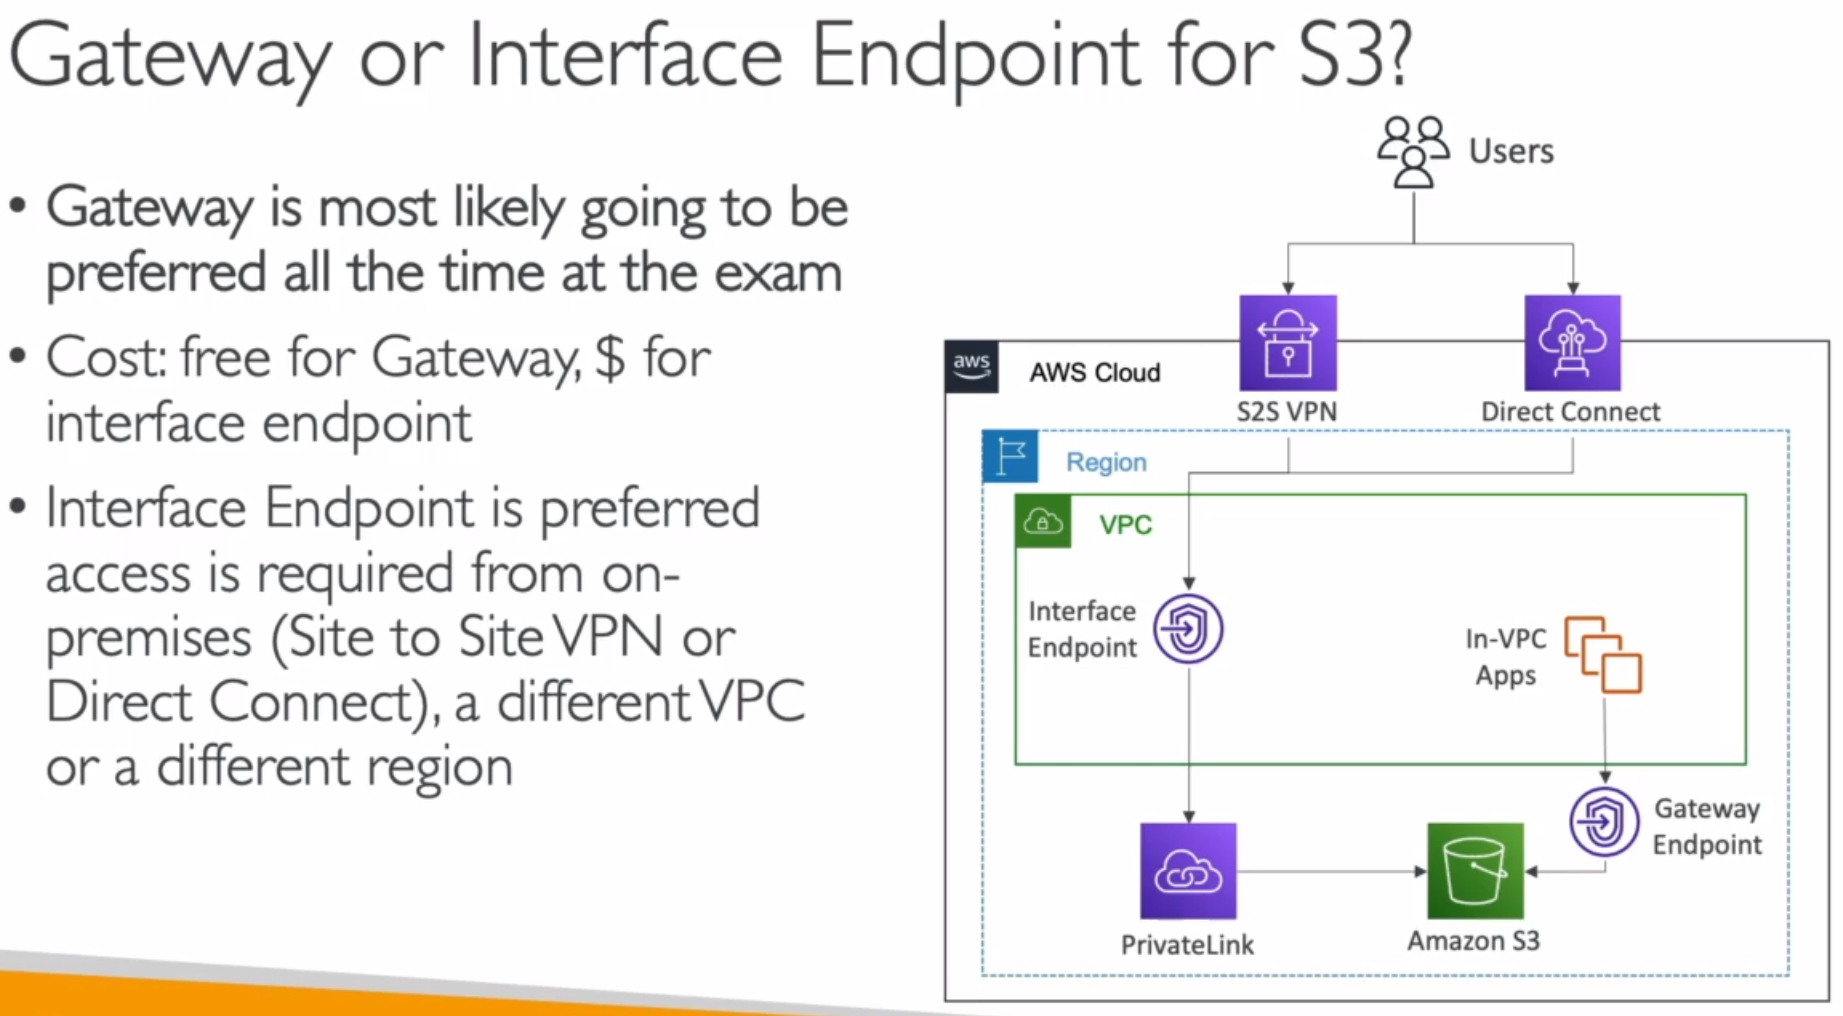 Gateway or Interface Endpoint for S3?
• Gateway is most likely going to be
preferred all the time at the exam
• Cost: free for Gateway, $ for
interface endpoint
• Interface Endpoint is preferred
access is required from on-
premises (Site to Site VPN or
Direct Connect), a different VPC
or a different region
Users
aws
AWS Cloud
S2S VPN
Direct Connect
Region
VPC
Interface
Endpoint
In-VPC
Apps
Gateway
Endpoint
PrivateLink
Amazon S3